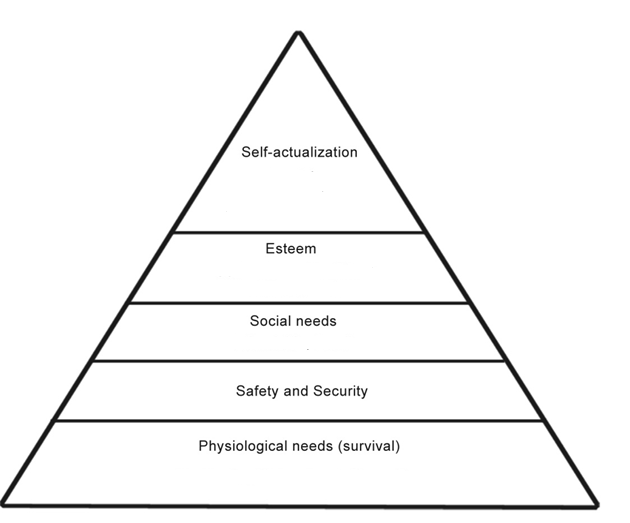 Self-actualization
Esteem
Social needs
Safety and Security
Physiological needs (survival)